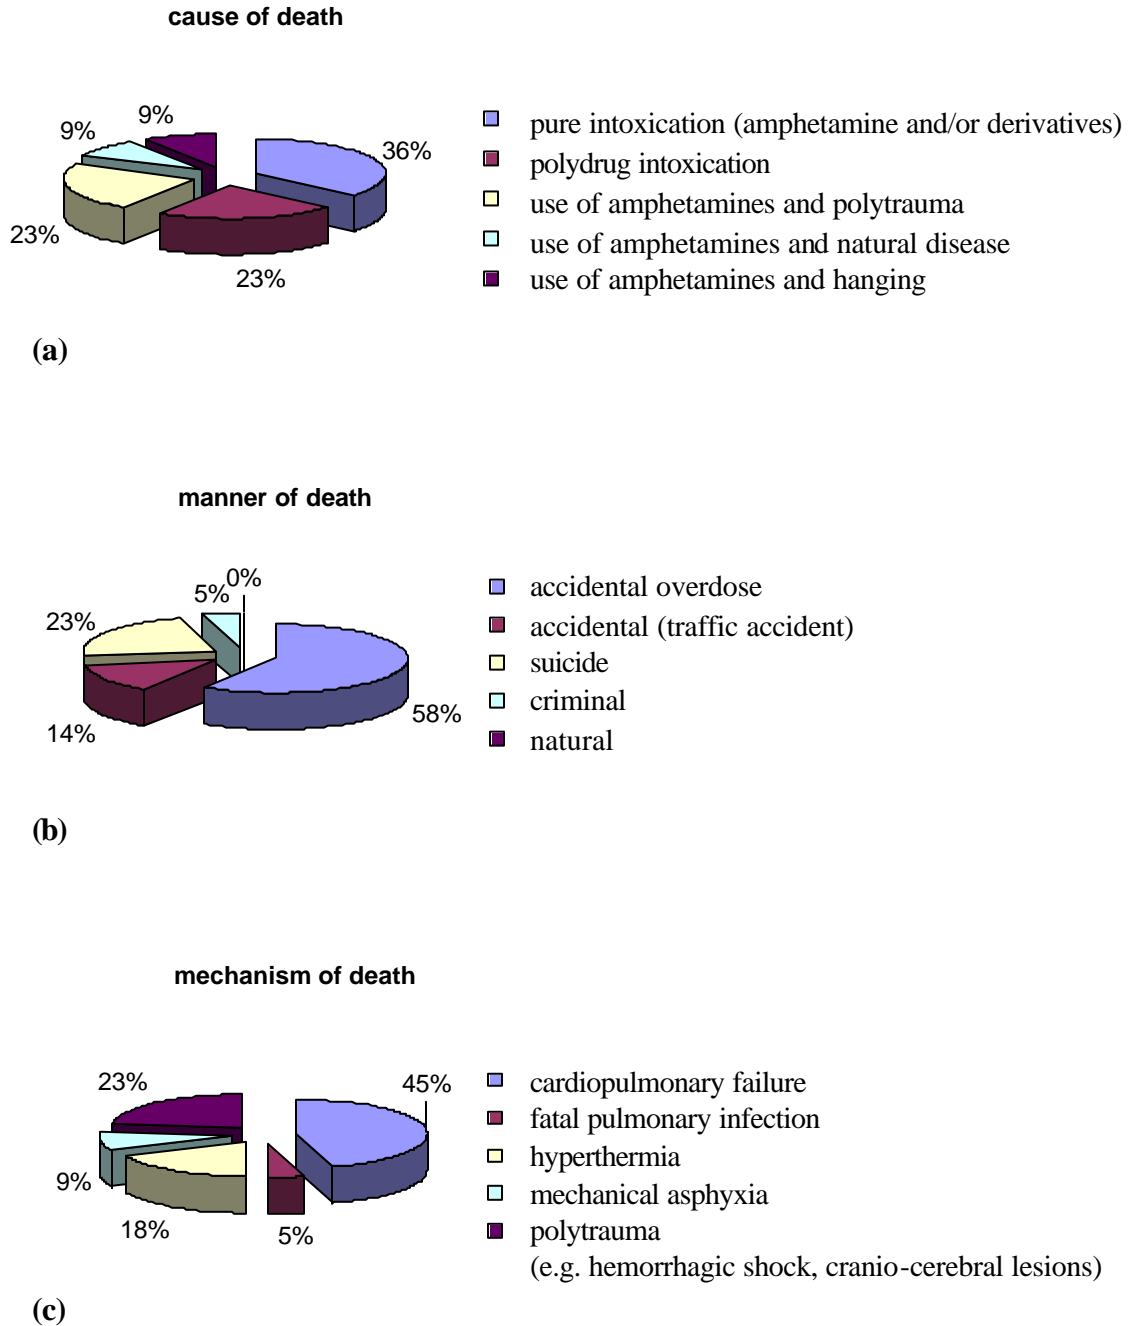 cause of death
9%
9%
36%
23%
23%
pure intoxication (amphetamine and/or derivatives)
polydrug intoxication
use of amphetamines and polytrauma
use of amphetamines and natural disease
use of amphetamines and hanging
(a)
manner of death
0%
5%
23%
14%
58%
accidental overdose
accidental (traffic accident)
suicide
criminal
natural
(b)
mechanism of death
23%
45%
9%
18%
5%
cardiopulmonary failure
fatal pulmonary infection
hyperthermia
mechanical asphyxia
polytrauma
(e.g. hemorrhagic shock, cranio-cerebral lesions)
(c)